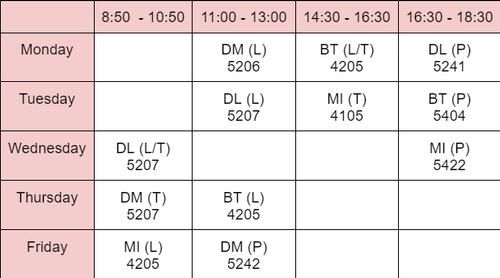 8:50 - 10:50 11:00 - 13:00 14:30 - 16:30 16:30 - 18:30
Monday DM (L) BT (L/T) DL (P)
5206 4205 5241
Tuesday DL (L) MI (T) BT (P)
5207 4105 5404
Wednesday DL (L/T) MI (P)
5207 5422
Thursday DM (T) BT (L)
5207 4205
Friday MI (L) DM (P)
4205 5242